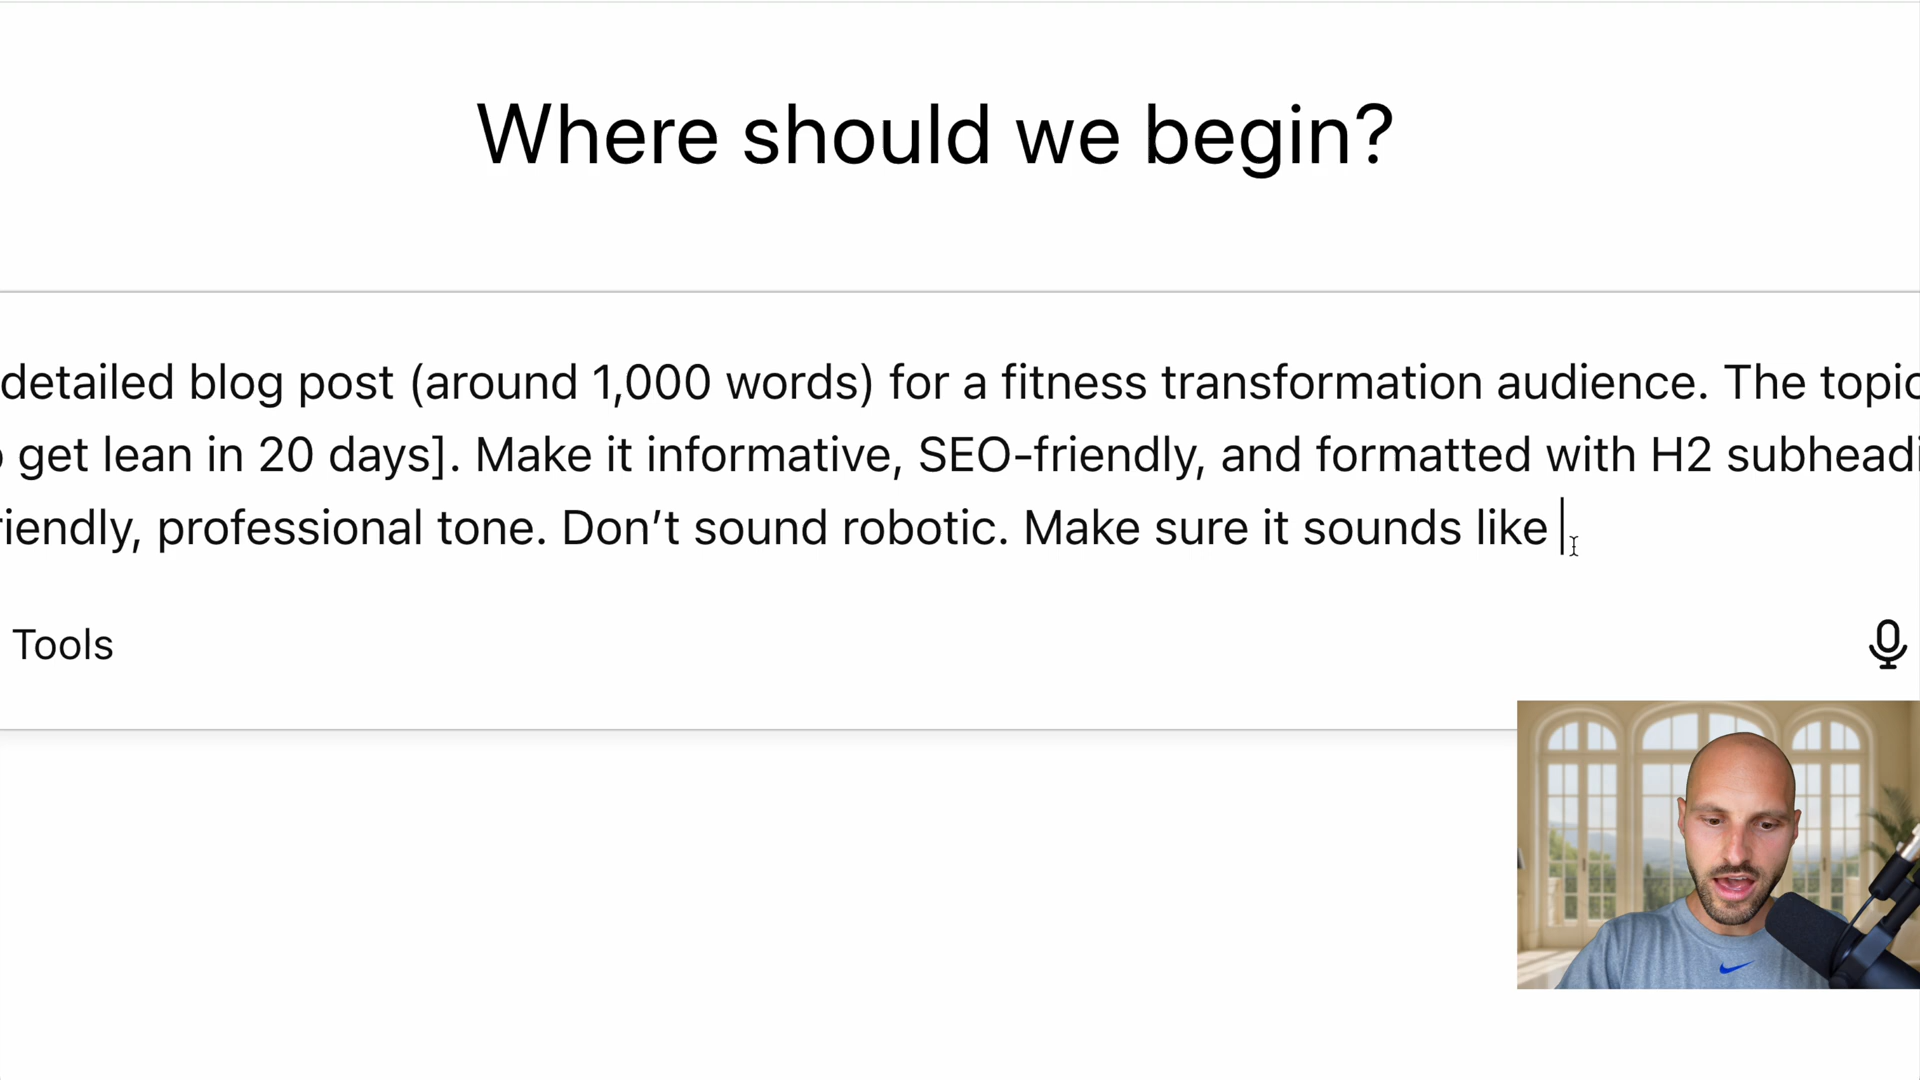 Where should we begin?
detailed blog post (around 1,000 words) for a fitness transformation audience. The topic
get lean in 20 days]. Make it informative, SEO-friendly, and formatted with H2 subheadi
riendly, professional tone. Don’t sound robotic. Make sure it sounds like
Tools